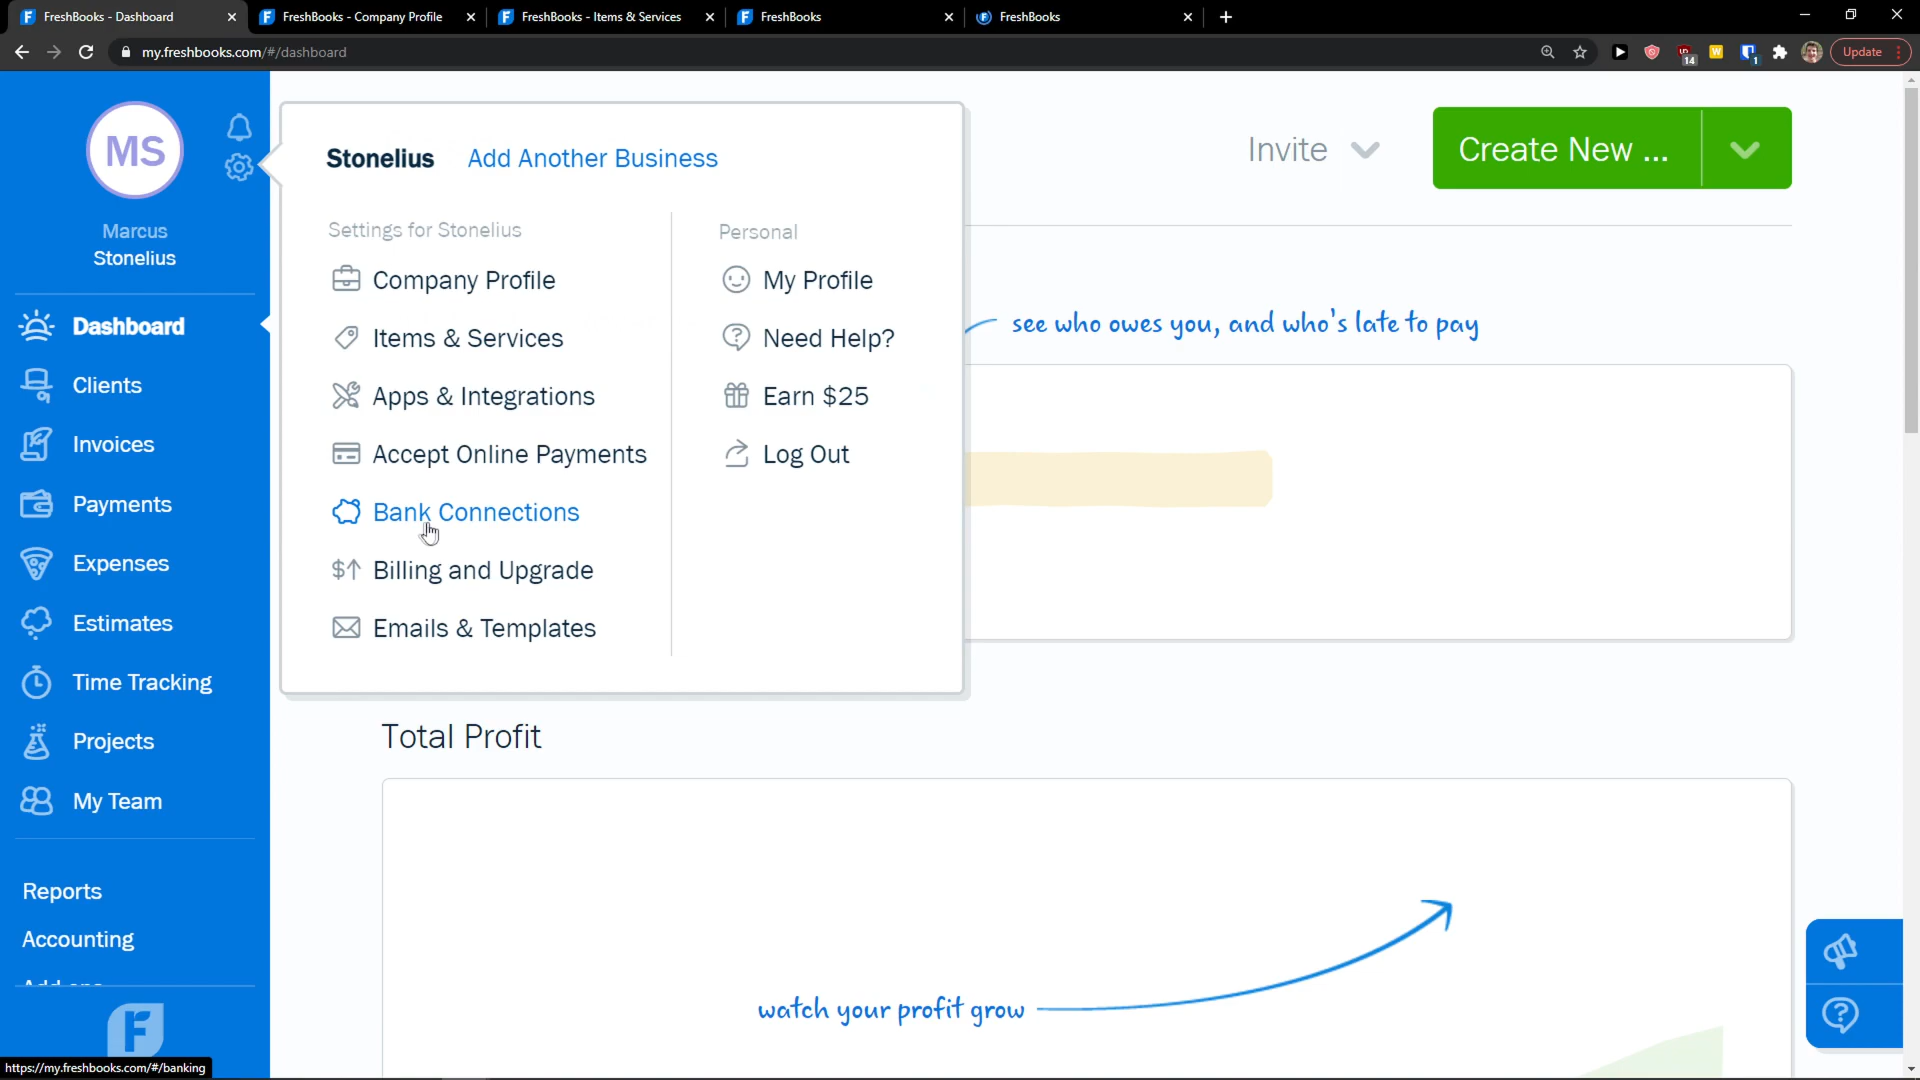 FreshBooks - Dashboard
FreshBooks - Company Profile
FreshBooks - Items & Services
FreshBooks
FreshBooks
my.freshbooks.com/#/dashboard
14
W
1
Update
MS
Marcus
Stonelius
Dashboard
Clients
Invoices
Payments
Expenses
Estimates
Time Tracking
Projects
My Team
Reports
Accounting
F
https://my.freshbooks.com/#/banking
Stonelius
Add Another Business
Settings for Stonelius
Company Profile
Items & Services
Apps & Integrations
Accept Online Payments
Bank Connections
Billing and Upgrade
Emails & Templates
Personal
My Profile
Need Help?
Earn $25
Log Out
Invite
Create New ...
see who owes you, and who's late to pay
Total Profit
watch your profit grow